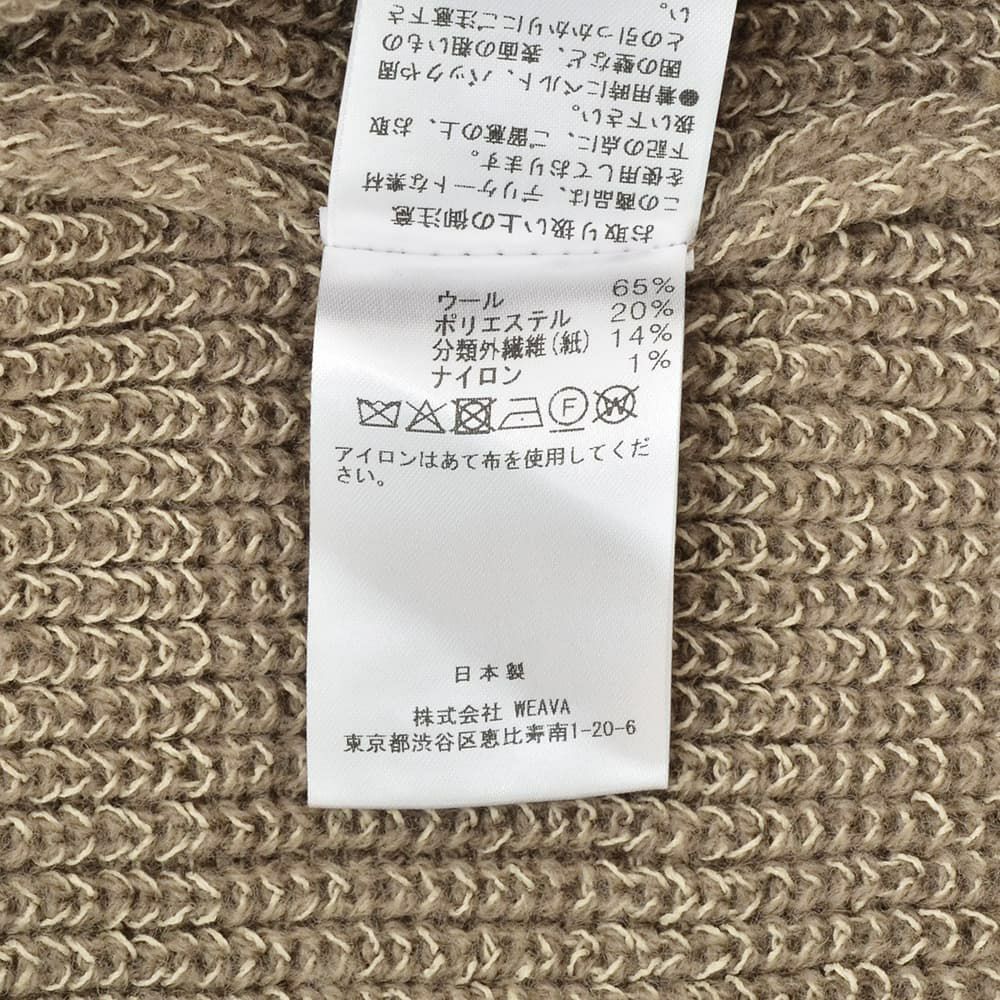 お取り扱い上の御注意
この商品は、デリケートな素材
を使用しております。
下記の点に、ご留意の上、お取
扱い下さい。
●着用時にベルト、バックや周
囲の壁など、表面の粗いもの
との引っかかりにご注意下さ
い。
ウール 65%
ポリエステル 20%
分類外繊維(紙) 14%
ナイロン 1%
F W
アイロンはあて布を使用してくだ
さい。
日本製
株式会社 WEAVA
東京都渋谷区恵比寿南1-20-6